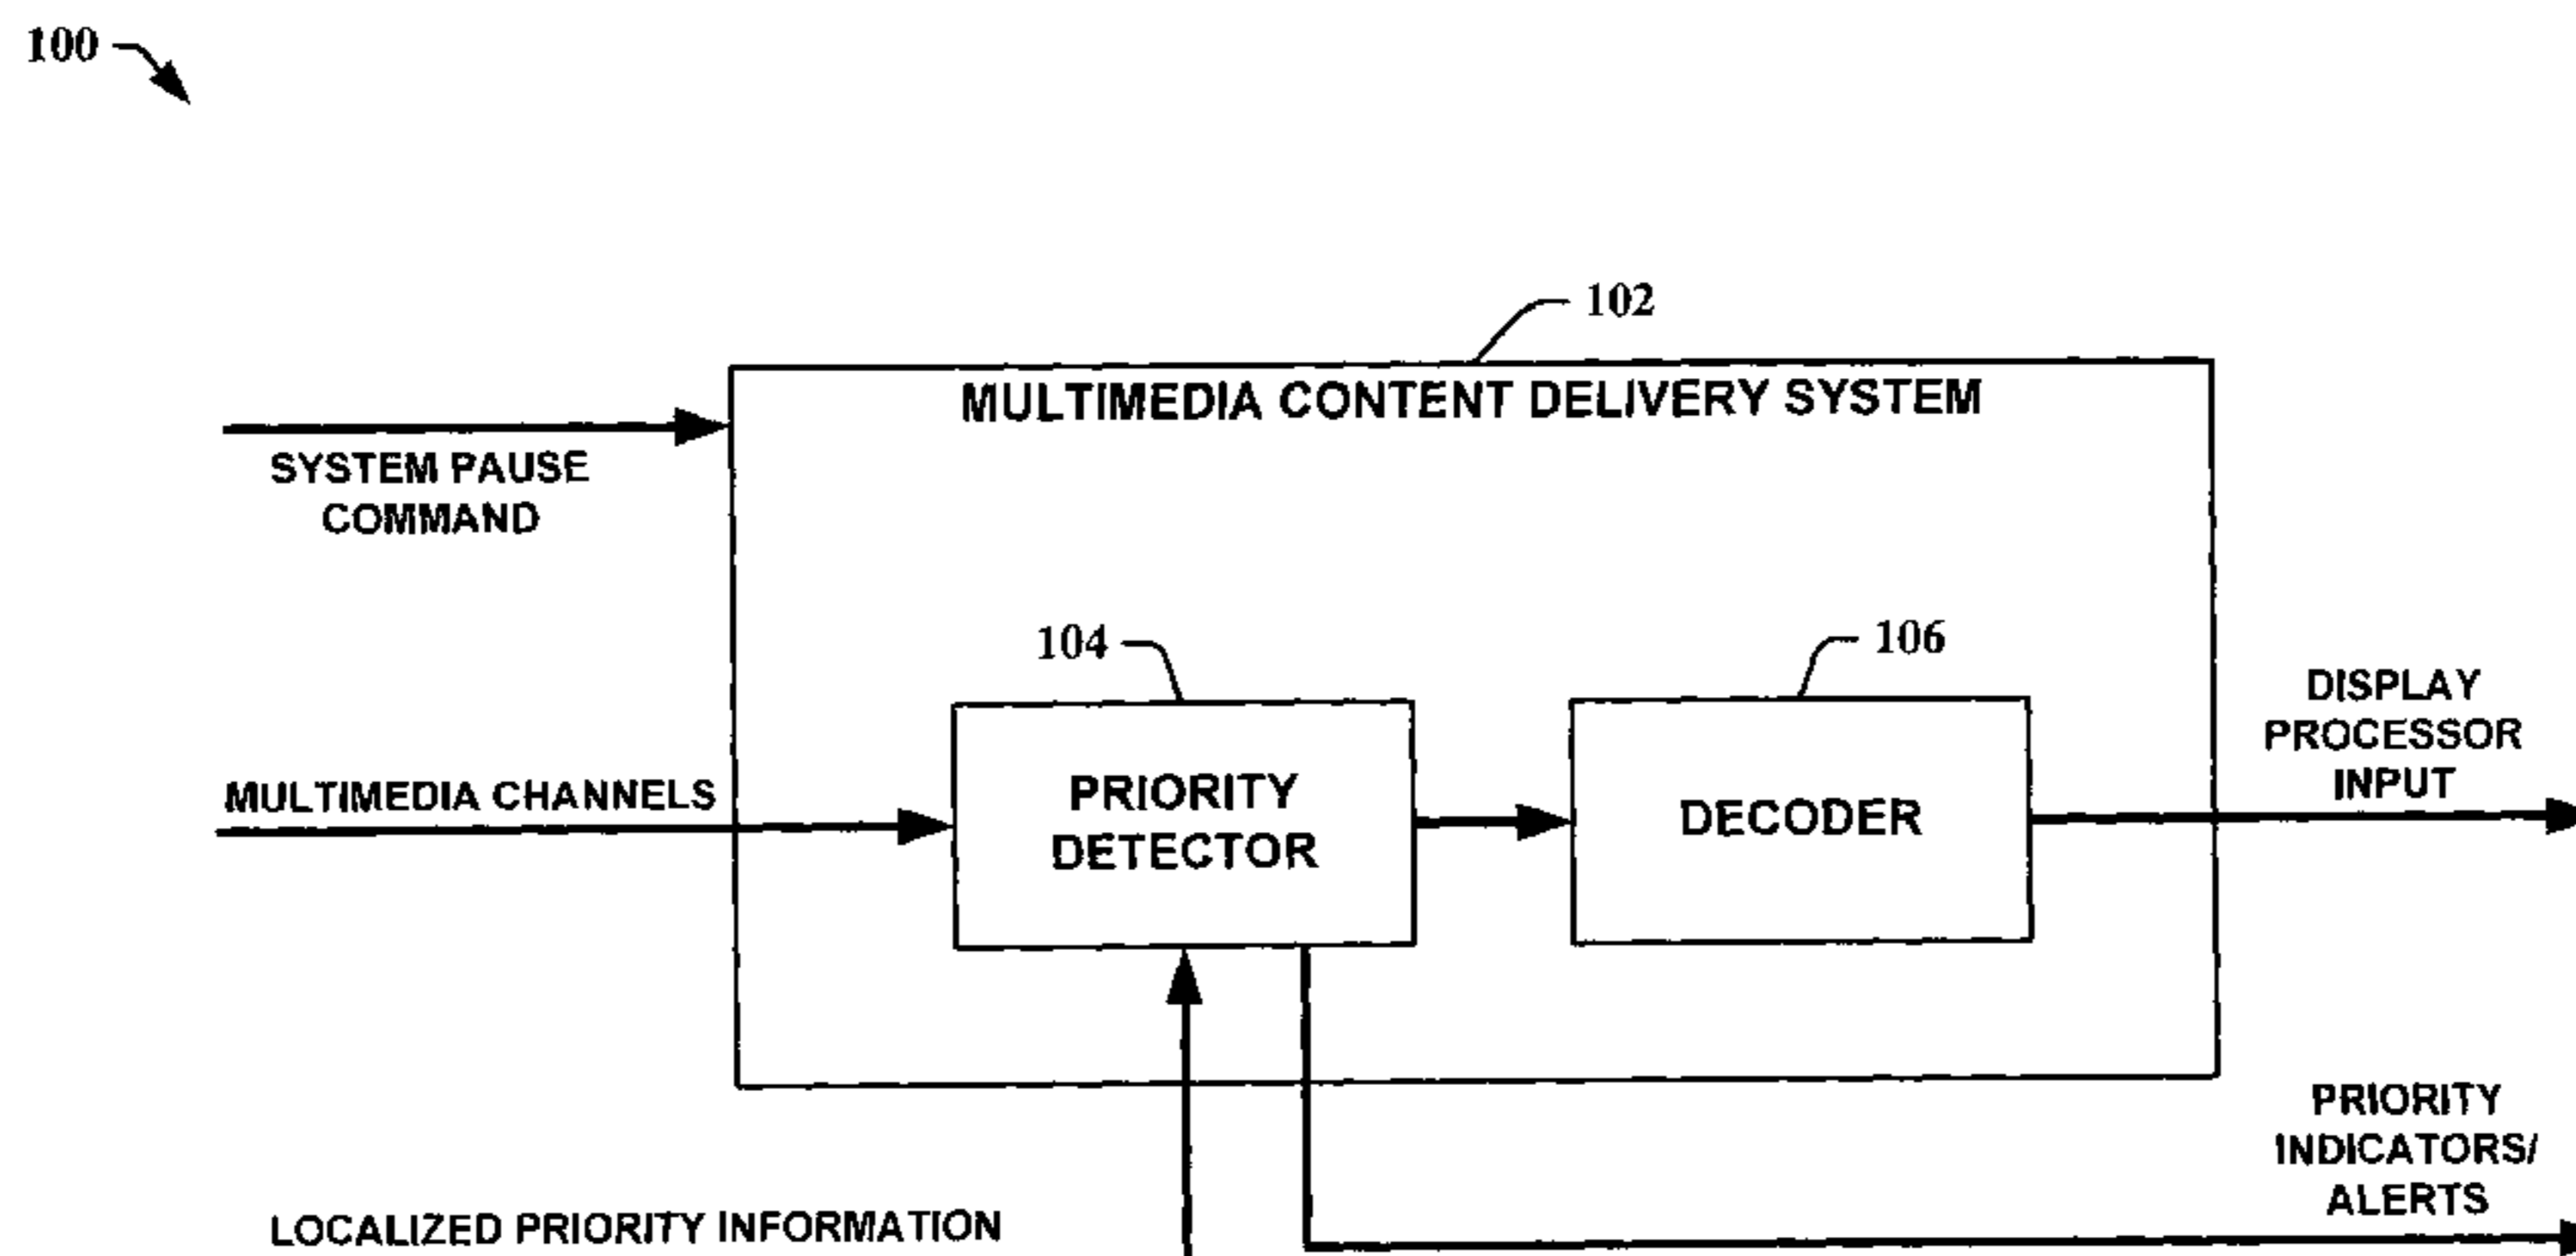 100
102
MULTIMEDIA CONTENT DELIVERY SYSTEM
SYSTEM PAUSE
COMMAND
104
106
DISPLAY
PROCESSOR
INPUT
MULTIMEDIA CHANNELS
PRIORITY
DETECTOR
DECODER
PRIORITY
INDICATORS/
ALERTS
LOCALIZED PRIORITY INFORMATION